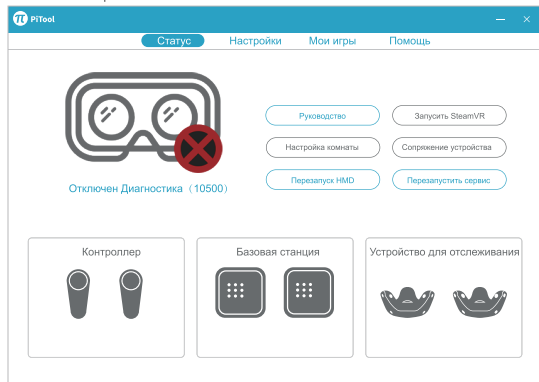 PiTool
Статус Настройки Мои игры Помощь
Руководство Запусить SteamVR
Настройка комнаты Сопряжение устройства
Перезапуск HMD Перезапустить сервис
Отключен Диагностика（10500）
Контроллер Базовая станция Устройство для отслеживания